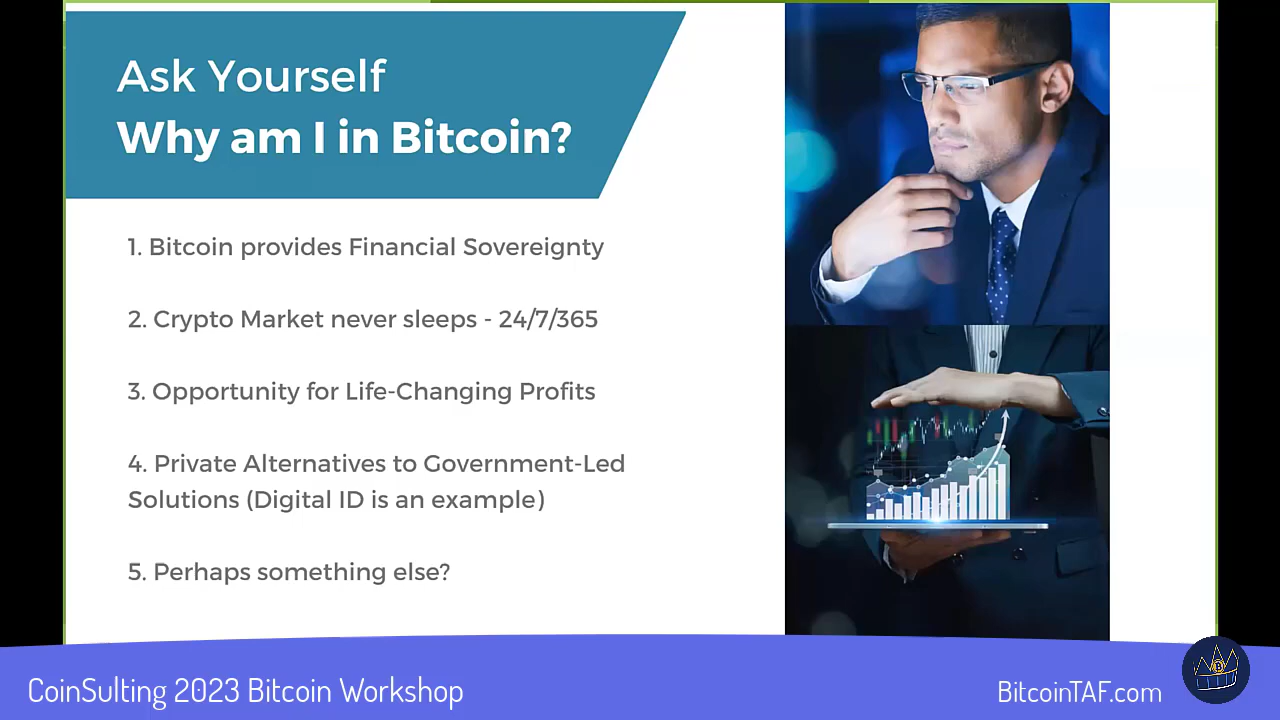 Ask Yourself
Why am I in Bitcoin?
1. Bitcoin provides Financial Sovereignty
2. Crypto Market never sleeps - 24/7/365
3. Opportunity for Life-Changing Profits
4. Private Alternatives to Government-Led
Solutions (Digital ID is an example)
5. Perhaps something else?
CoinSulting 2023 Bitcoin Workshop
BitcoinTAF.com